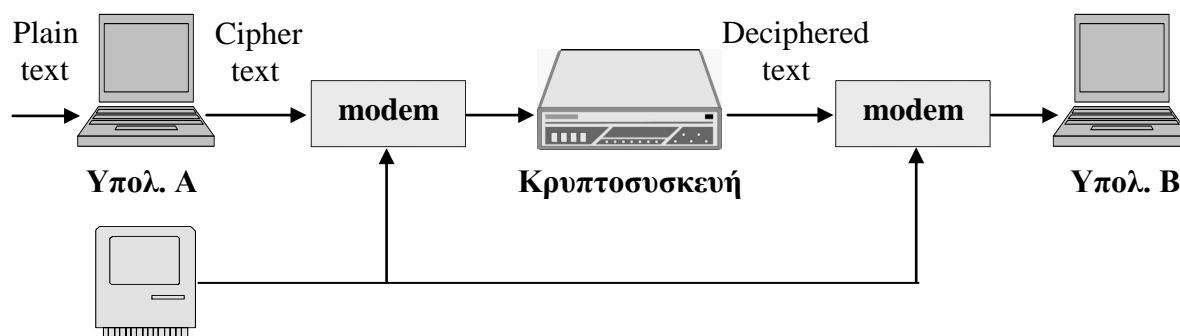 Plain
text
Cipher
text
Deciphered
text
modem
modem
Υπολ. Α
Κρυπτοσυσκευή
Υπολ. Β